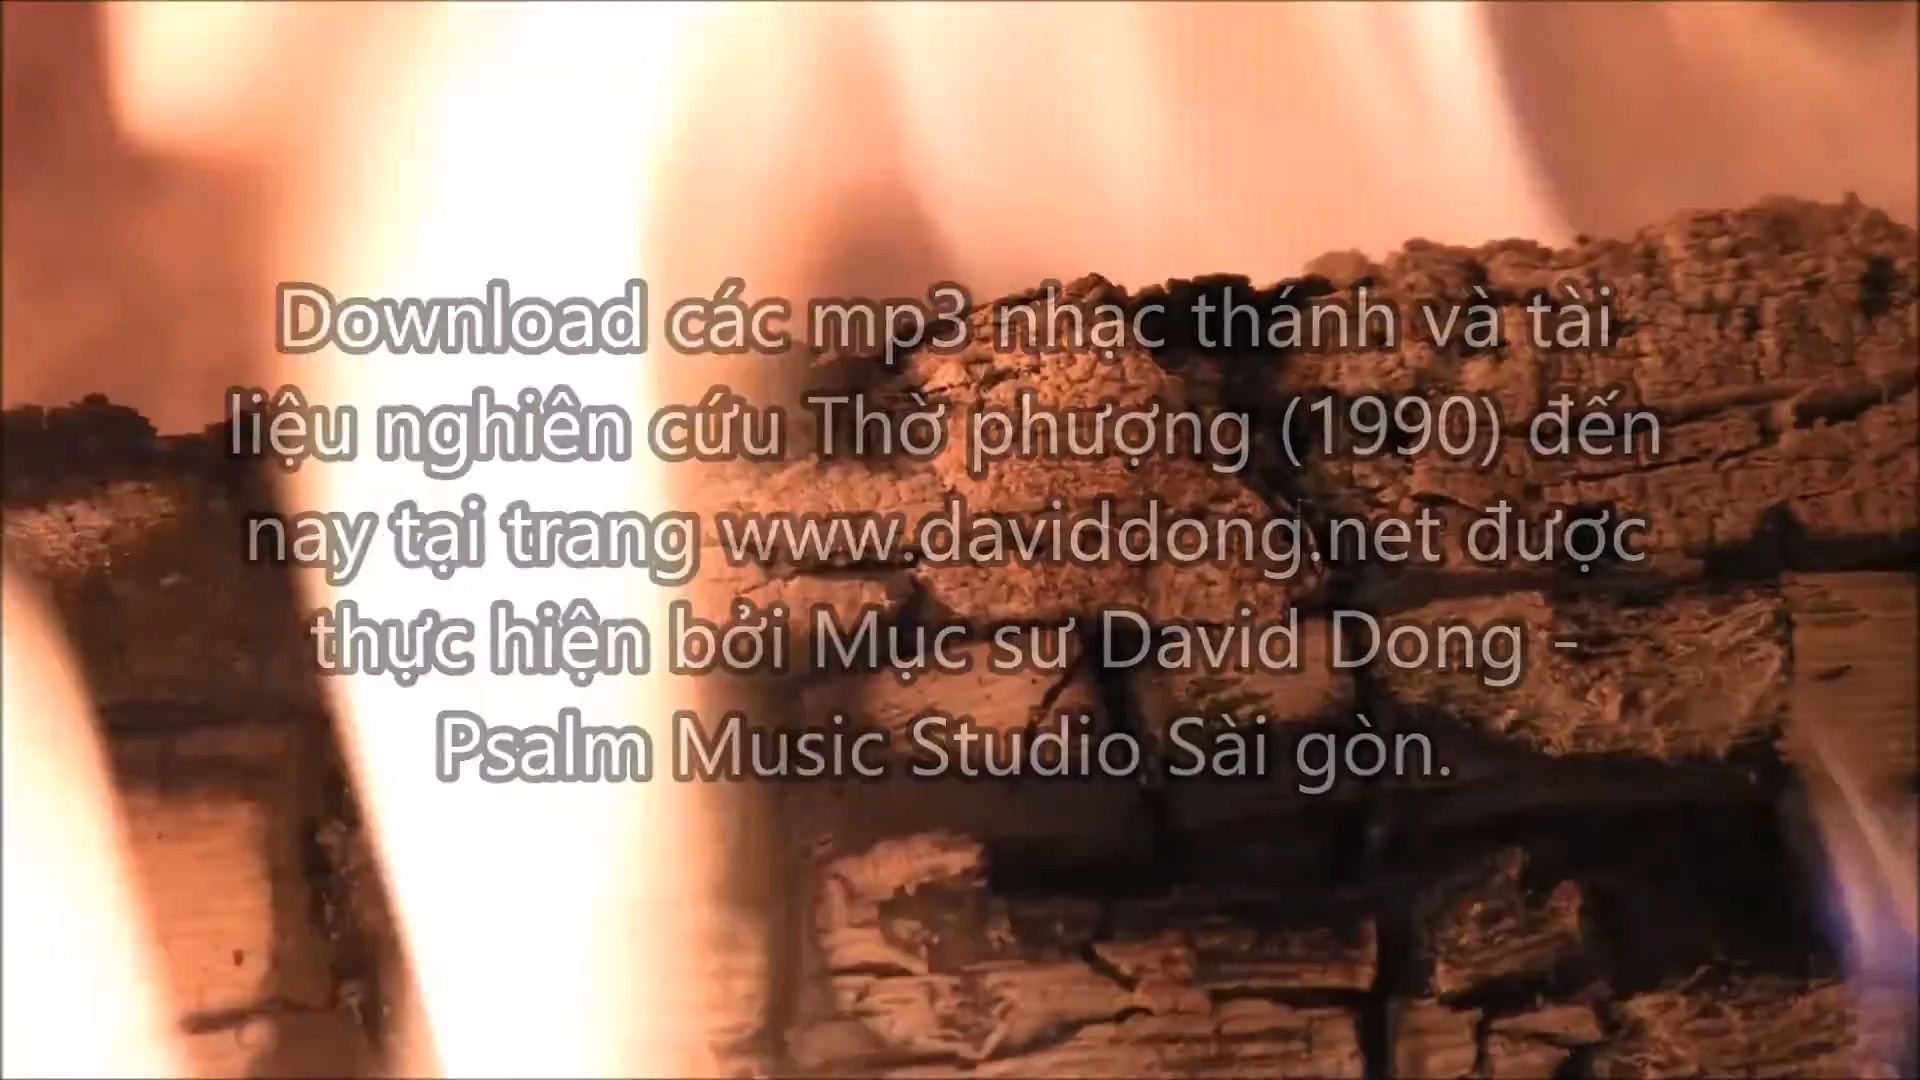 Download các mp3 nhạc thánh và tài
liệu nghiên cứu Thờ phượng (1990) đến
nay tại trang www.daviddong.net được
thực hiện bởi Mục sư David Dong -
Psalm Music Studio Sài gòn.